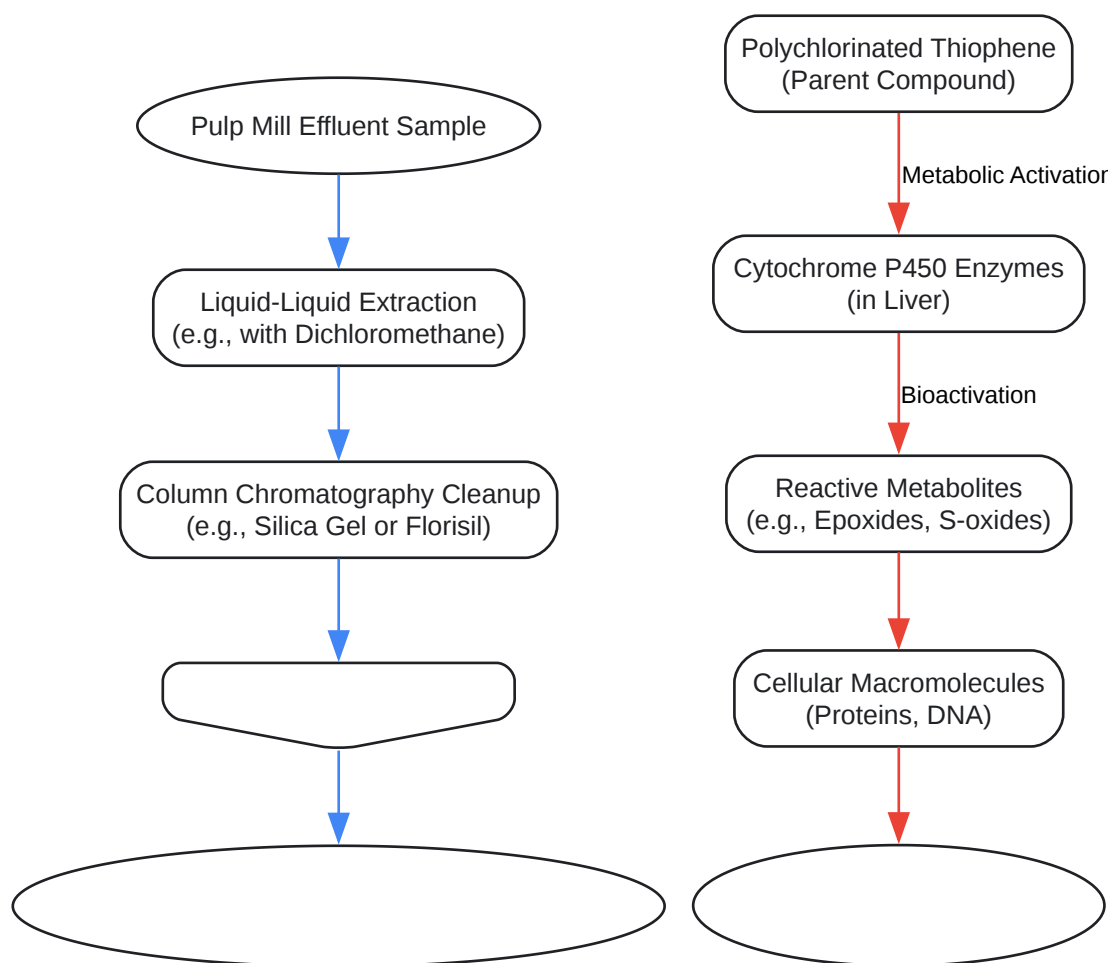 Pulp Mill Effluent Sample
Liquid-Liquid Extraction
(e.g., with Dichloromethane)
Column Chromatography Cleanup
(e.g., Silica Gel or Florisil)
Polychlorinated Thiophene
(Parent Compound)
Metabolic Activation
Cytochrome P450 Enzymes
(in Liver)
Bioactivation
Reactive Metabolites
(e.g., Epoxides, S-oxides)
Cellular Macromolecules
(Proteins, DNA)